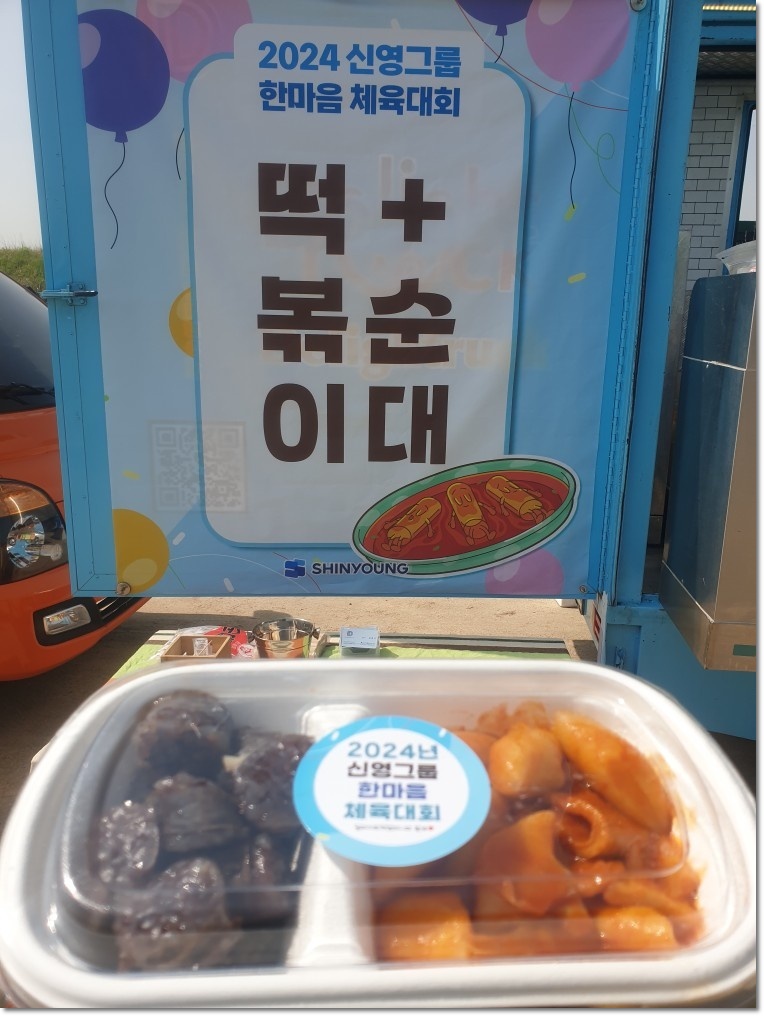 2024 신영그룹
한마음 체육대회
떡 +
볶 순
이 대
SHINYOUNG
2024년
신영그룹
한마음
체육대회